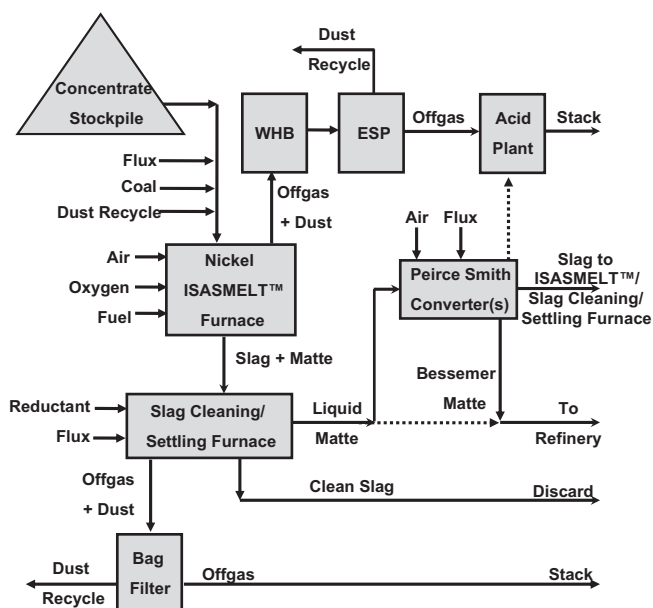 Concentrate
Stockpile
Dust
Recycle
WHB
ESP
Offgas
Acid
Plant
Stack
Flux
Coal
Dust Recycle
Offgas
+ Dust
Air
Oxygen
Fuel
Nickel
ISASMELT™
Furnace
Air
Flux
Peirce Smith
Converter(s)
Slag to
ISASMELT™/
Slag Cleaning/
Settling Furnace
Slag + Matte
Bessemer
Matte
Reductant
Flux
Slag Cleaning/
Settling Furnace
Liquid
Matte
To
Refinery
Offgas
+ Dust
Clean Slag
Discard
Bag
Filter
Dust
Recycle
Offgas
Stack